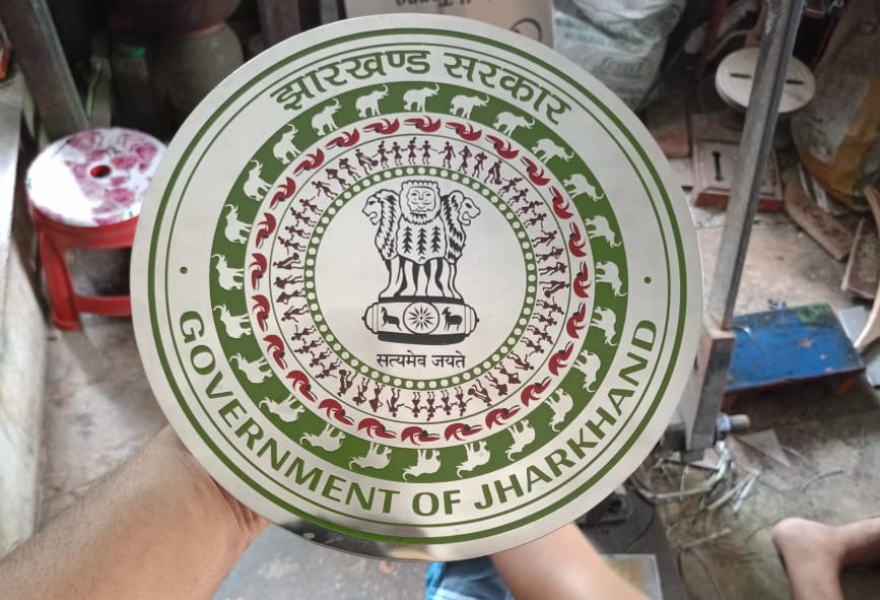 झारखण्ड सरकार
सत्यमेव जयते
GOVERNMENT OF JHARKHAND